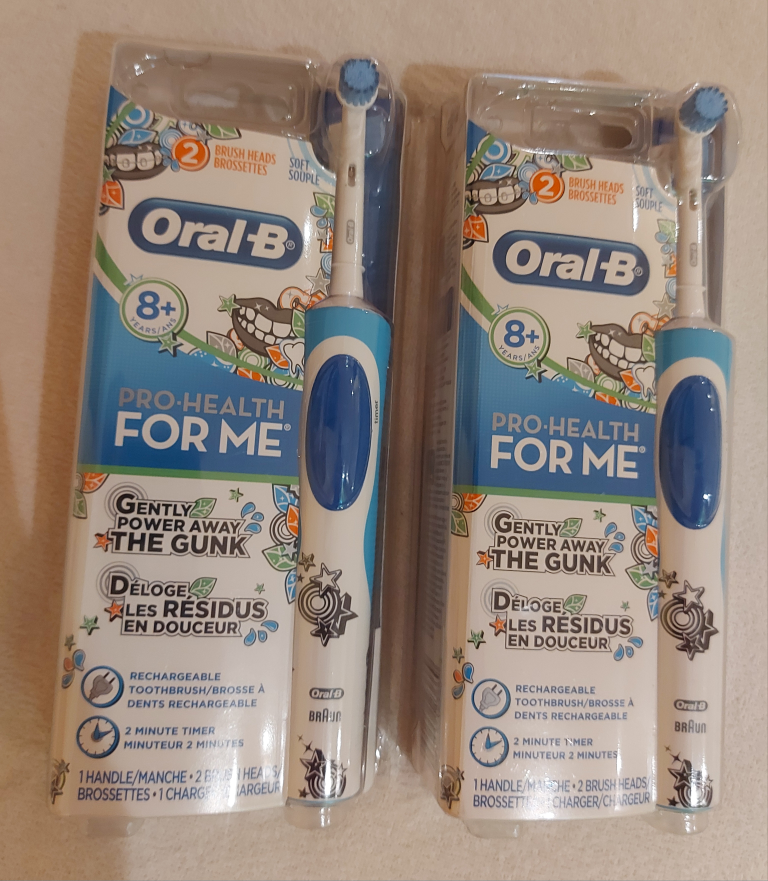 2 BRUSH HEADS
BROSSETTES
SOFT
SOUPLE
Oral-B®
8+
YEARS/ANS
PRO-HEALTH
FOR ME®
timer
GENTLY
POWER AWAY
THE GUNK
DÉLOGE
LES RÉSIDUS
EN DOUCEUR
RECHARGEABLE
TOOTHBRUSH/BROSSE À
DENTS RECHARGEABLE
2 MINUTE TIMER
MINUTEUR 2 MINUTES
1 HANDLE/MANCHE • 2 BRUSH HEADS/
BROSSETTES • 1 CHARGER/CHARGEUR
Oral-B
BRAUN
2 BRUSH HEADS
BROSSETTES
SOFT
SOUPLE
Oral-B®
8+
YEARS/ANS
PRO-HEALTH
FOR ME®
GENTLY
POWER AWAY
THE GUNK
DÉLOGE
LES RÉSIDUS
EN DOUCEUR
RECHARGEABLE
TOOTHBRUSH/BROSSE À
DENTS RECHARGEABLE
2 MINUTE TIMER
MINUTEUR 2 MINUTES
1 HANDLE/MANCHE • 2 BRUSH HEADS/
BROSSETTES • 1 CHARGER/CHARGEUR
Oral-B
BRAUN